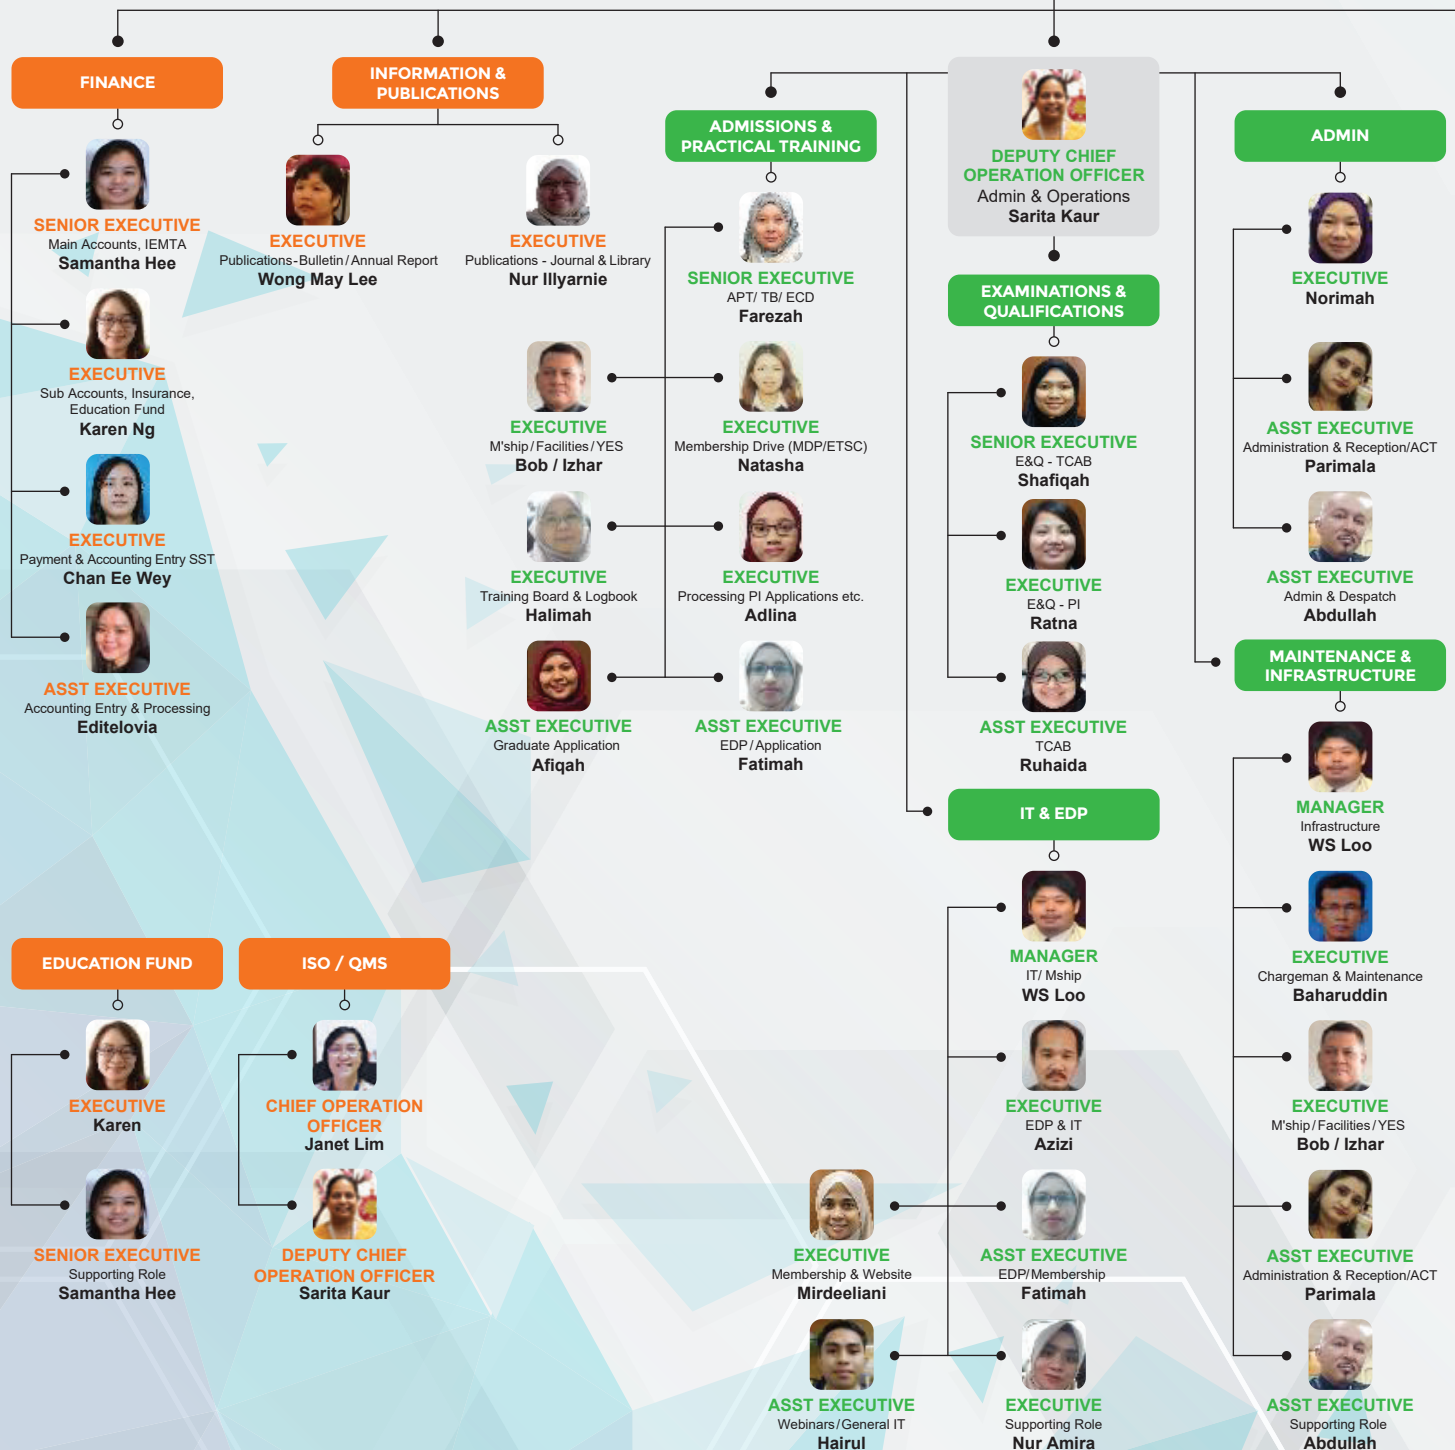 FINANCE
SENIOR EXECUTIVE
Main Accounts, IEMTA
Samantha Hee
EXECUTIVE
Sub Accounts, Insurance,
Education Fund
Karen Ng
EXECUTIVE
Payment & Accounting Entry SST
Chan Ee Wey
ASST EXECUTIVE
Accounting Entry & Processing
Editelovia
INFORMATION &
PUBLICATIONS
EXECUTIVE
Publications-Bulletin/Annual Report
Wong May Lee
EXECUTIVE
Publications - Journal & Library
Nur Illyarnie
ADMISSIONS &
PRACTICAL TRAINING
SENIOR EXECUTIVE
APT/ TB/ ECD
Farezah
EXECUTIVE
M'ship/Facilities/YES
Bob / Izhar
EXECUTIVE
Membership Drive (MDP/ETSC)
Natasha
EXECUTIVE
Training Board & Logbook
Halimah
EXECUTIVE
Processing PI Applications etc.
Adlina
ASST EXECUTIVE
Graduate Application
Afiqah
ASST EXECUTIVE
EDP/Application
Fatimah
DEPUTY CHIEF
OPERATION OFFICER
Admin & Operations
Sarita Kaur
EXAMINATIONS &
QUALIFICATIONS
SENIOR EXECUTIVE
E&Q - TCAB
Shafiqah
EXECUTIVE
E&Q - PI
Ratna
ASST EXECUTIVE
TCAB
Ruhaida
ADMIN
EXECUTIVE
Norimah
ASST EXECUTIVE
Administration & Reception/ACT
Parimala
ASST EXECUTIVE
Admin & Despatch
Abdullah
MAINTENANCE &
INFRASTRUCTURE
MANAGER
Infrastructure
WS Loo
EXECUTIVE
Chargeman & Maintenance
Baharuddin
EXECUTIVE
M'ship/Facilities/YES
Bob / Izhar
ASST EXECUTIVE
Administration & Reception/ACT
Parimala
ASST EXECUTIVE
Supporting Role
Abdullah
IT & EDP
MANAGER
IT/ Mship
WS Loo
EXECUTIVE
EDP & IT
Azizi
EXECUTIVE
Membership & Website
Mirdeeliani
ASST EXECUTIVE
EDP/Membership
Fatimah
ASST EXECUTIVE
Webinars/General IT
Hairul
EXECUTIVE
Supporting Role
Nur Amira
EDUCATION FUND
EXECUTIVE
Karen
SENIOR EXECUTIVE
Supporting Role
Samantha Hee
ISO / QMS
CHIEF OPERATION
OFFICER
Janet Lim
DEPUTY CHIEF
OPERATION OFFICER
Sarita Kaur